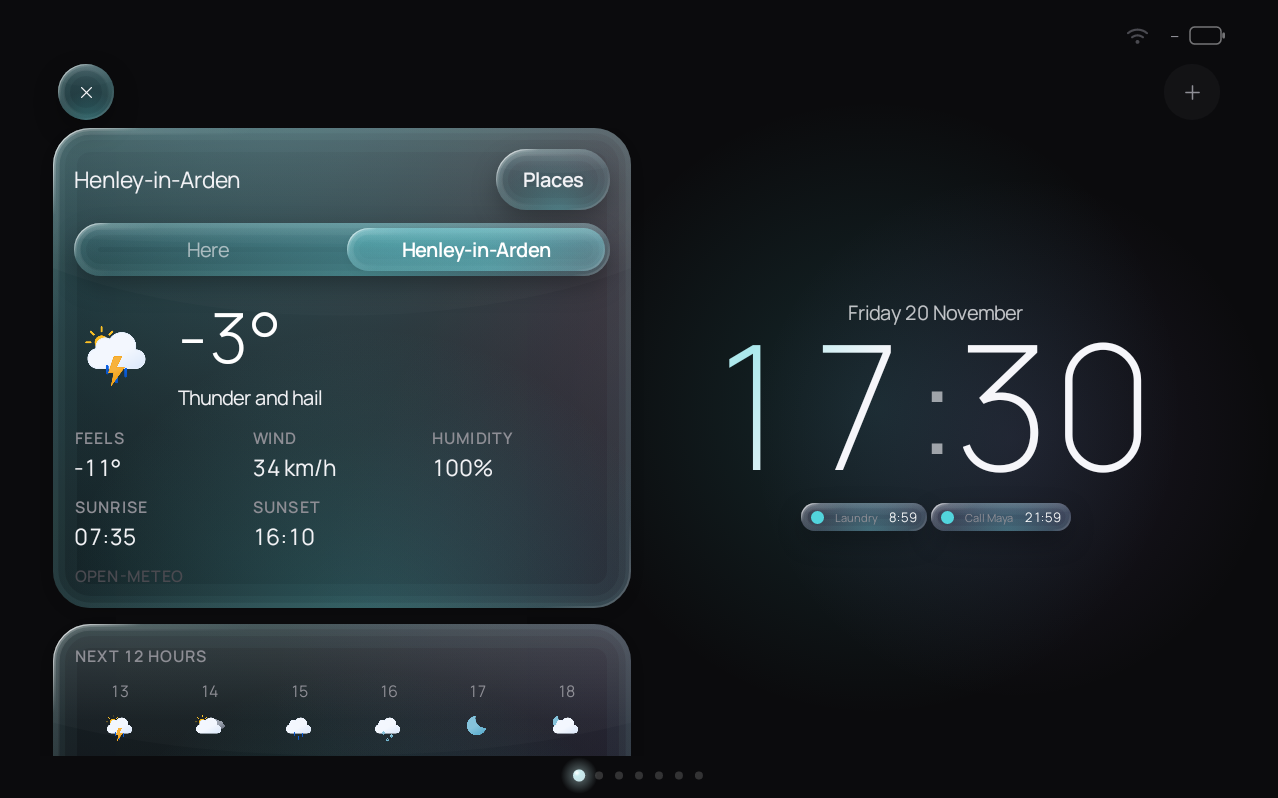 –
Henley-in-Arden
Places
Here
Henley-in-Arden
-3°
Thunder and hail
FEELS
WIND
HUMIDITY
-11°
34 km/h
100%
SUNRISE
SUNSET
07:35
16:10
OPEN-METEO
NEXT 12 HOURS
13 14 15 16 17 18
Friday 20 November
17:30
Laundry 8:59
Call Maya 21:59